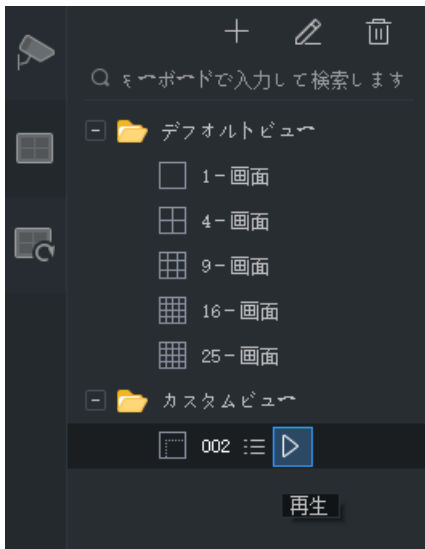 キーボードで入力して検索します
デフォルトビュー
1-画面
4-画面
9-画面
16-画面
25-画面
カスタムビュー
002
再生